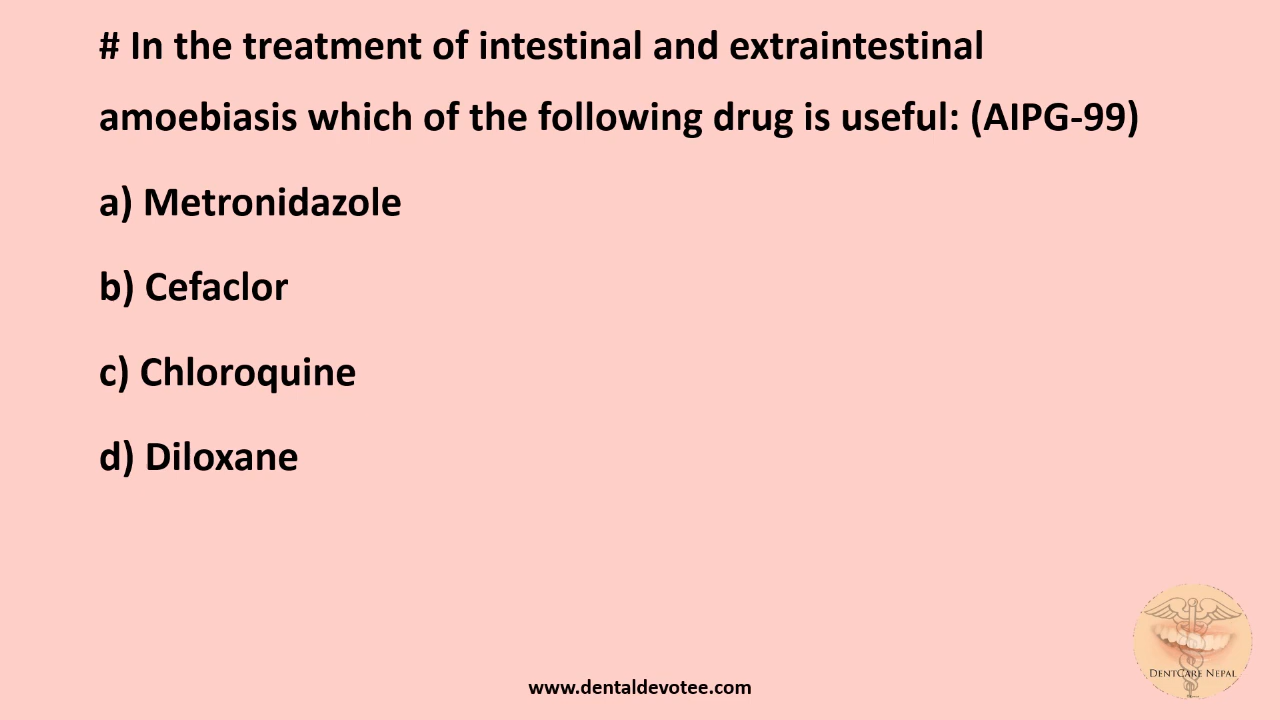 # In the treatment of intestinal and extraintestinal
amoebiasis which of the following drug is useful: (AIPG-99)
a) Metronidazole
b) Cefaclor
c) Chloroquine
d) Diloxane
DentCare Nepal
www.dentaldevotee.com